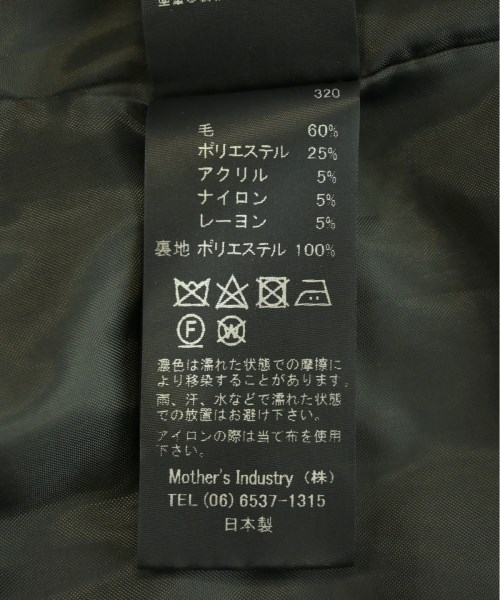 320
毛 60%
ポリエステル 25%
アクリル 5%
ナイロン 5%
レーヨン 5%
裏地 ポリエステル 100%
F W
濃色は濡れた状態での摩擦に
より移染することがあります。
雨、汗、水などで濡れた状態
での放置はお避け下さい。
アイロンの際は当て布を使用
下さい。
Mother's Industry (株)
TEL (06) 6537-1315
日本製